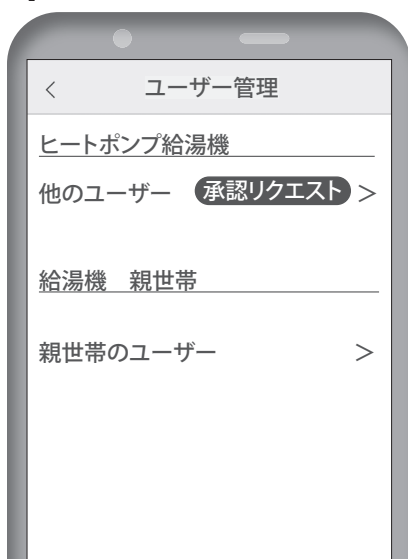 < ユーザー管理
ヒートポンプ給湯機
他のユーザー 承認リクエスト >
給湯機　親世帯
親世帯のユーザー >